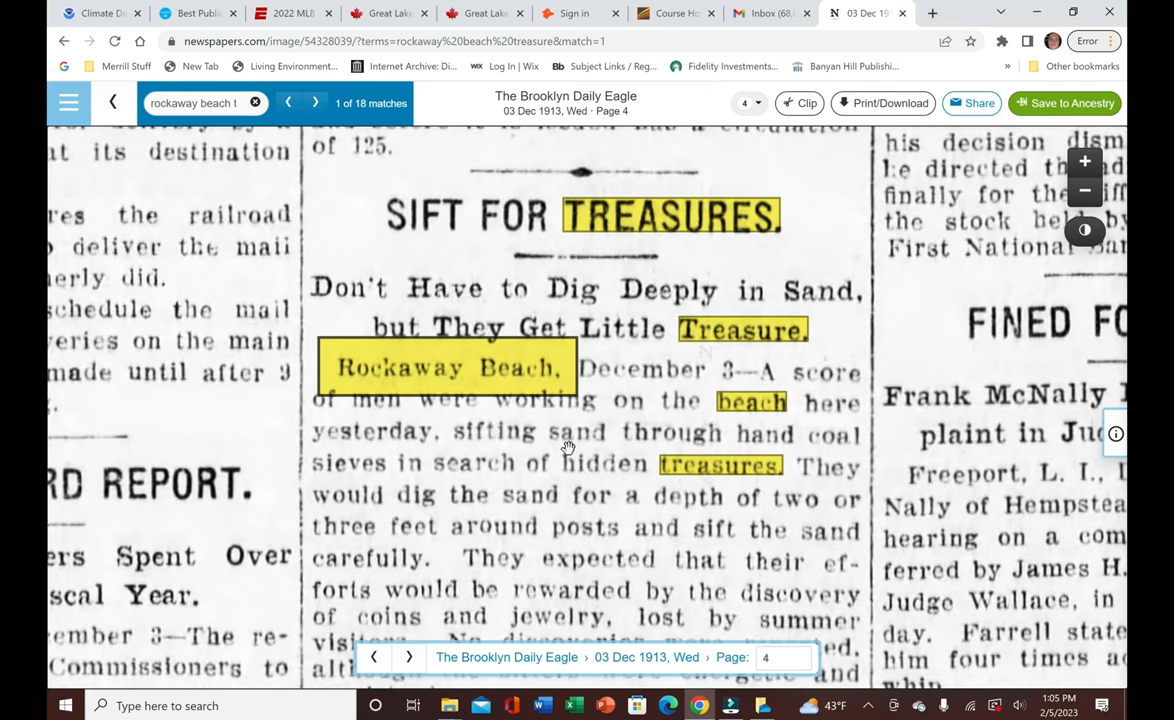 Climate Da
Best Public
2022 MLB
Great Lake
Great Lake
Sign in
Course Ho
Inbox (68,
03 Dec 191
newspapers.com/image/54328039/?terms=rockaway%20beach%20treasure&match=1
Error
Merrill Stuff
New Tab
Living Environment...
Internet Archive: Di...
WIX Log In | Wix
Bb Subject Links / Reg...
Fidelity Investments...
Banyan Hill Publishi...
»
Other bookmarks
rockaway beach t
1 of 18 matches
The Brooklyn Daily Eagle
03 Dec 1913, Wed · Page 4
4
Clip
Print/Download
Share
Save to Ancestry
at its destination
res the railroad
deliver the mail
erly did.
schedule the mail
veries on the main
made until after 9
RD REPORT.
ers Spent Over
scal Year.
ember 3—The re-
Commissioners to
of 125.
SIFT FOR TREASURES.
Don't Have to Dig Deeply in Sand,
but They Get Little Treasure.
Rockaway Beach, December 3—A score
of men were working on the beach here
yesterday, sifting sand through hand coal
sieves in search of hidden treasures. They
would dig the sand for a depth of two or
three feet around posts and sift the sand
carefully. They expected that their ef-
forts would be rewarded by the discovery
of coins and jewelry, lost by summer
his decision dism
he directed
finally for the
the stock held by
First National
FINED FO
Frank McNally
plaint in Ju
Freeport, L. I.,
Nally of Hempstea
hearing on a com
ferred by James H.
Judge Wallace, in
day. Farrell state
him four times a
whip
The Brooklyn Daily Eagle › 03 Dec 1913, Wed › Page: 4
Type here to search
43°F
1:05 PM
2/5/2023